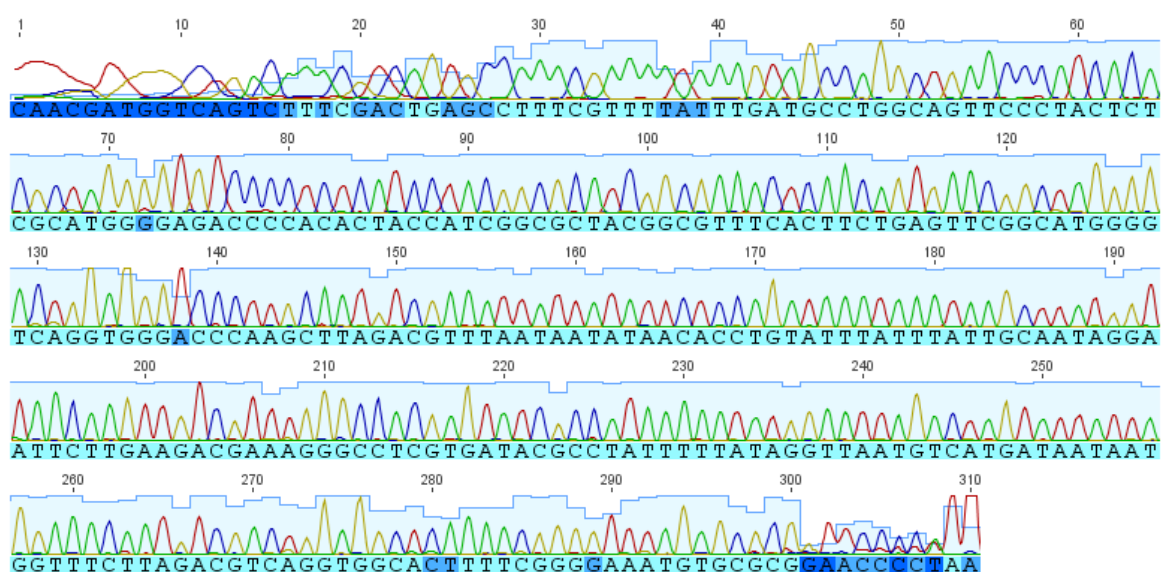 1 10 20 30 40 50 60
CAACGATGGTCAGTCTTTCGACTGAGCCTTTCGTTTTATTTGATGCCTGGCAGTTCCCTACTCT
70 80 90 100 110 120
CGCATGGGGAGACCCCACACTACCATCGGCGCTACGGCGTTTCACTTCTGAGTTCGGCATGGGG
130 140 150 160 170 180 190
TCAGGTGGGACCCAAGCTTAGACGTTTAATAATATAACACCTGTATTTATTTATTGCAATAGGA
200 210 220 230 240 250
ATTCTTGAAGACGAAAGGGCCTCGTGATACGCCTATTTTTATAGGTTAATGTCATGATAATAAT
260 270 280 290 300 310
GGTTTCTTAGACGTCAGGTGGCACTTTTCGGGGAAATGTGCGCGGAACCCCTAA